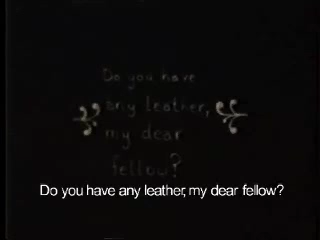 Do you have
any leather,
my dear
fellow?
Do you have any leather, my dear fellow?